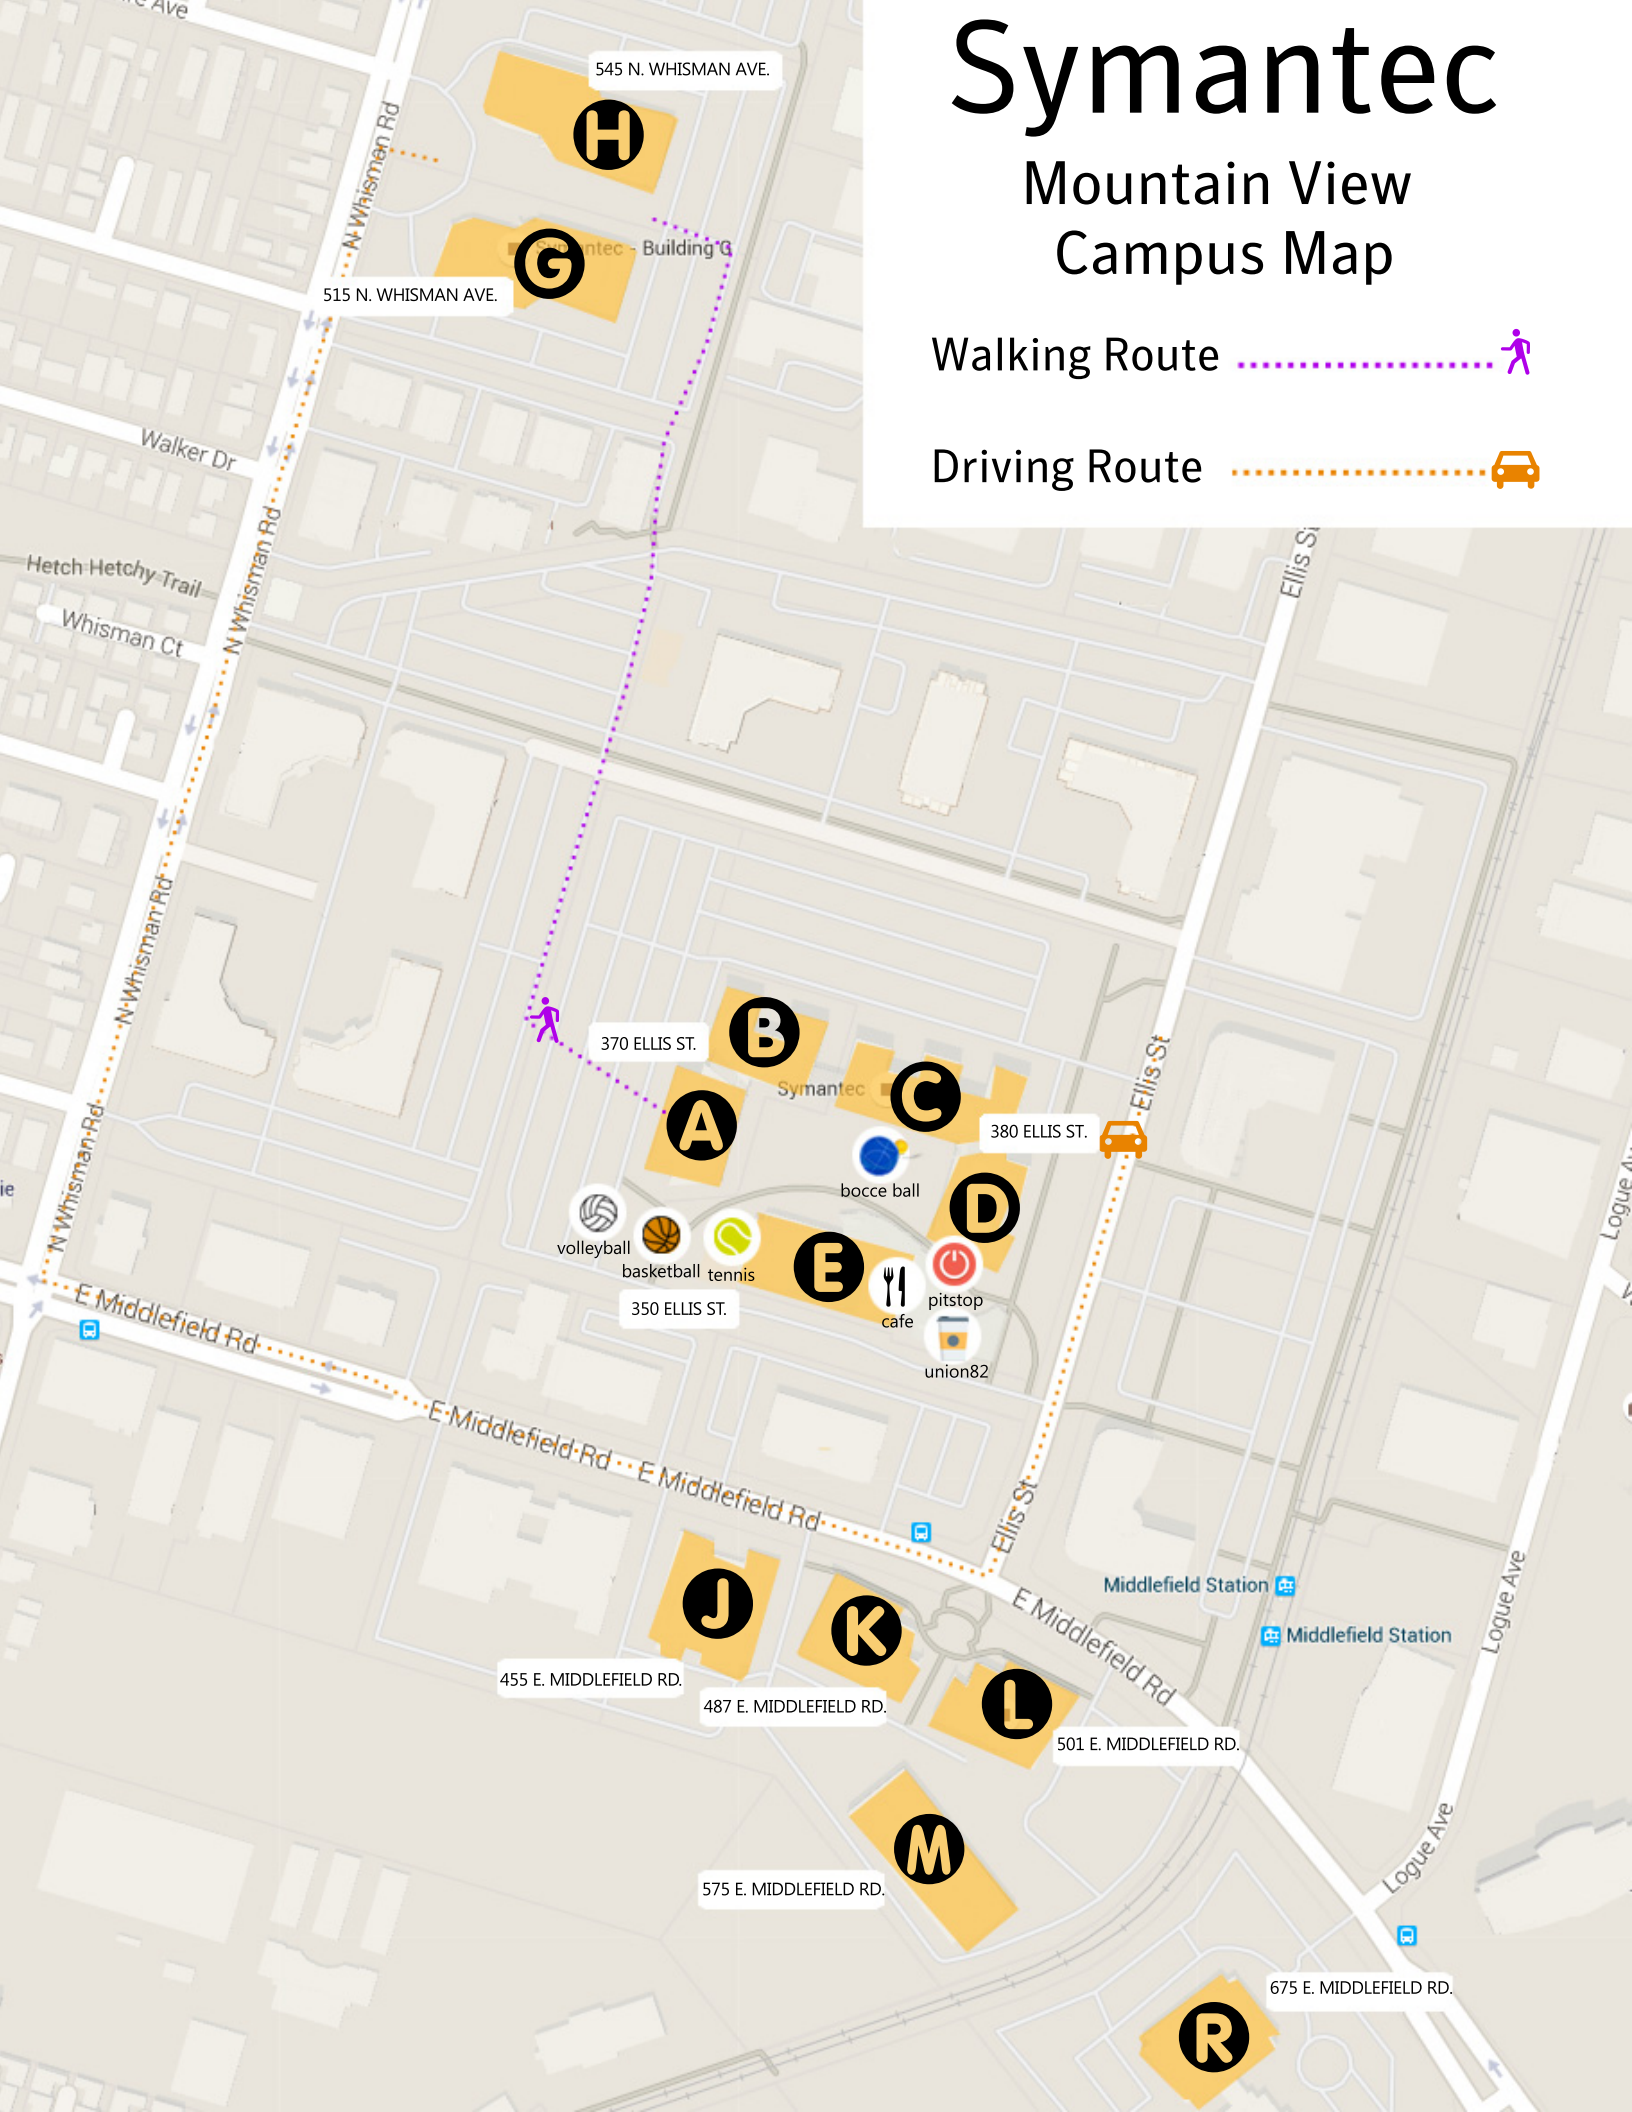 Symantec
Mountain View
Campus Map
Walking Route
Driving Route
545 N. WHISMAN AVE.
H
N Whisman Rd
Symantec - Building G
G
515 N. WHISMAN AVE.
Walker Dr
N Whisman Rd
Hetch Hetchy Trail
Whisman Ct
Ellis St
N Whisman Rd
B
370 ELLIS ST.
Symantec
C
A
380 ELLIS ST.
Ellis St
N Whisman Rd
bocce ball
D
volleyball
basketball
tennis
E
350 ELLIS ST.
cafe
pitstop
union82
E Middlefield Rd
E Middlefield Rd
E Middlefield Rd
Ellis St
Logue Ave
J
K
L
Middlefield Station
Middlefield Station
E Middlefield Rd
Logue Ave
455 E. MIDDLEFIELD RD.
487 E. MIDDLEFIELD RD.
501 E. MIDDLEFIELD RD.
M
575 E. MIDDLEFIELD RD.
Logue Ave
675 E. MIDDLEFIELD RD.
R